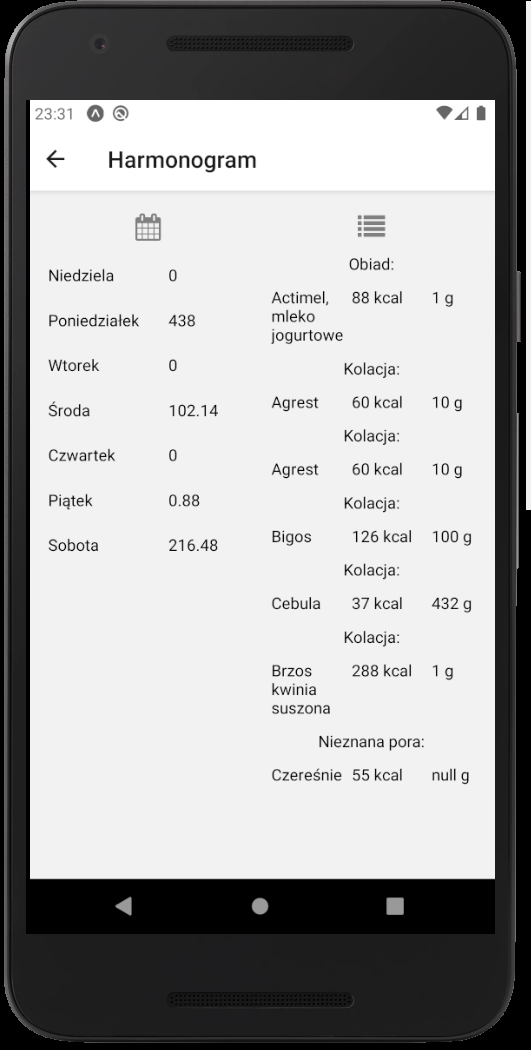 23:31
Harmonogram
Niedziela 0
Poniedziałek 438
Wtorek 0
Środa 102.14
Czwartek 0
Piątek 0.88
Sobota 216.48
Obiad:
Actimel, 88 kcal 1 g
mleko
jogurtowe
Kolacja:
Agrest 60 kcal 10 g
Kolacja:
Agrest 60 kcal 10 g
Kolacja:
Bigos 126 kcal 100 g
Kolacja:
Cebula 37 kcal 432 g
Kolacja:
Brzos 288 kcal 1 g
kwinia
suszona
Nieznana pora:
Czereśnie 55 kcal null g